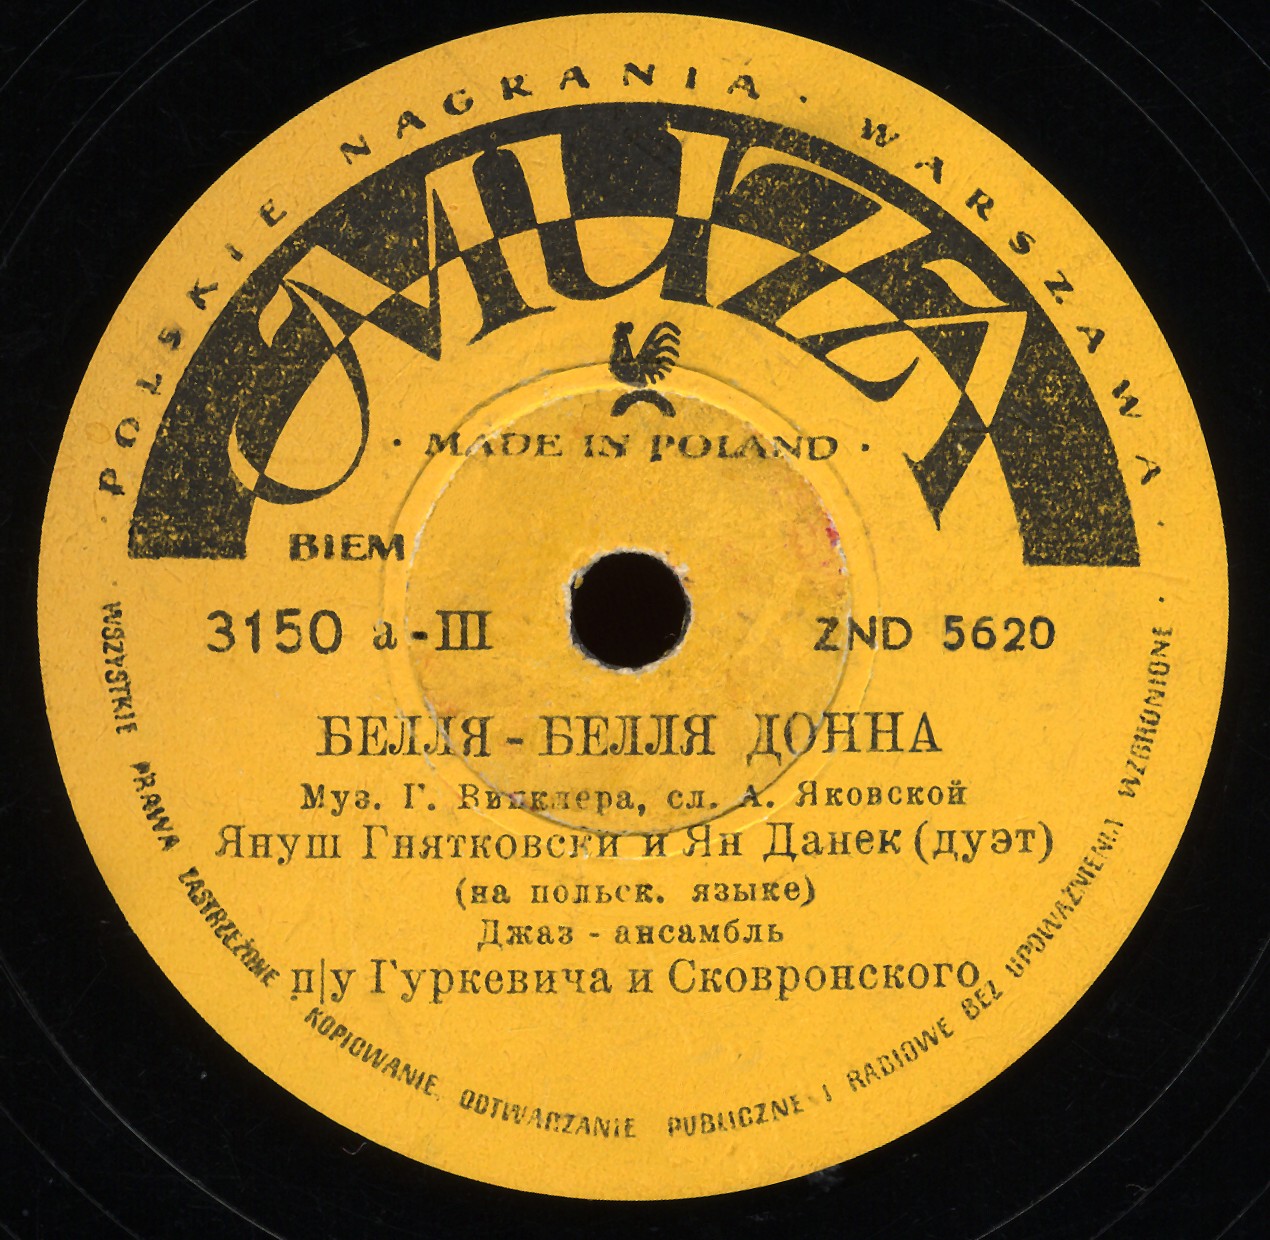 POLSKIE NAGRANIA · WARSZAWA ·
MUZA
· MADE IN POLAND ·
BIEM
3150 a-III
ZND 5620
БЕЛЛЯ - БЕЛЛЯ ДОННА
Муз. Г. Винклера, сл. А. Яковской
Януш Гнятковски и Ян Данек (дуэт)
(на польск. языке)
Джаз - ансамбль
п/у Гуркевича и Сковронского
· WSZYSTKIE PRAWA ZASTRZEŻONE · KOPIOWANIE, ODTWARZANIE PUBLICZNE I RADIOWE BEZ UPOWAŻNIENIA WZBRONIONE ·